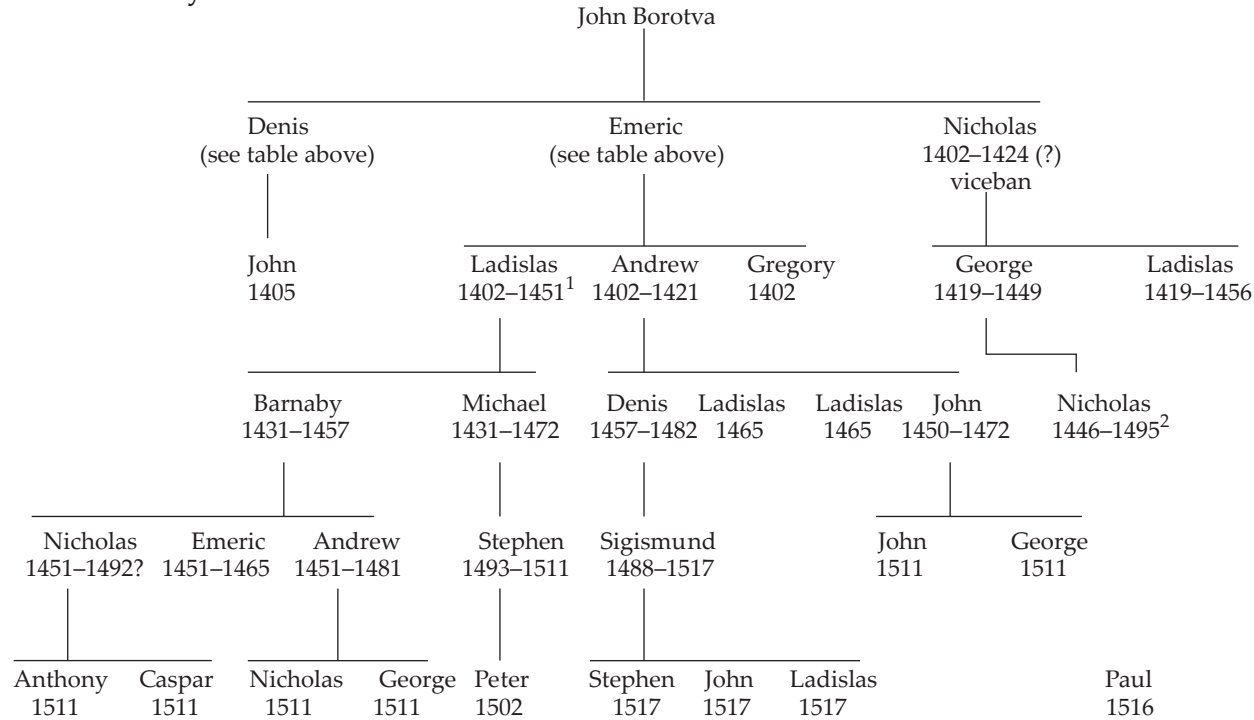 John Borotva
Denis Emeric Nicholas
(see table above) (see table above) 1402–1424 (?)
viceban
John Ladislas Andrew Gregory George Ladislas
1405 1402–1451¹ 1402–1421 1402 1419–1449 1419–1456
Barnaby Michael Denis Ladislas Ladislas John Nicholas
1431–1457 1431–1472 1457–1482 1465 1465 1450–1472 1446–1495²
Nicholas Emeric Andrew Stephen Sigismund John George
1451–1492? 1451–1465 1451–1481 1493–1511 1488–1517 1511 1511
Anthony Caspar Nicholas George Peter Stephen John Ladislas Paul
1511 1511 1511 1511 1502 1517 1517 1517 1516